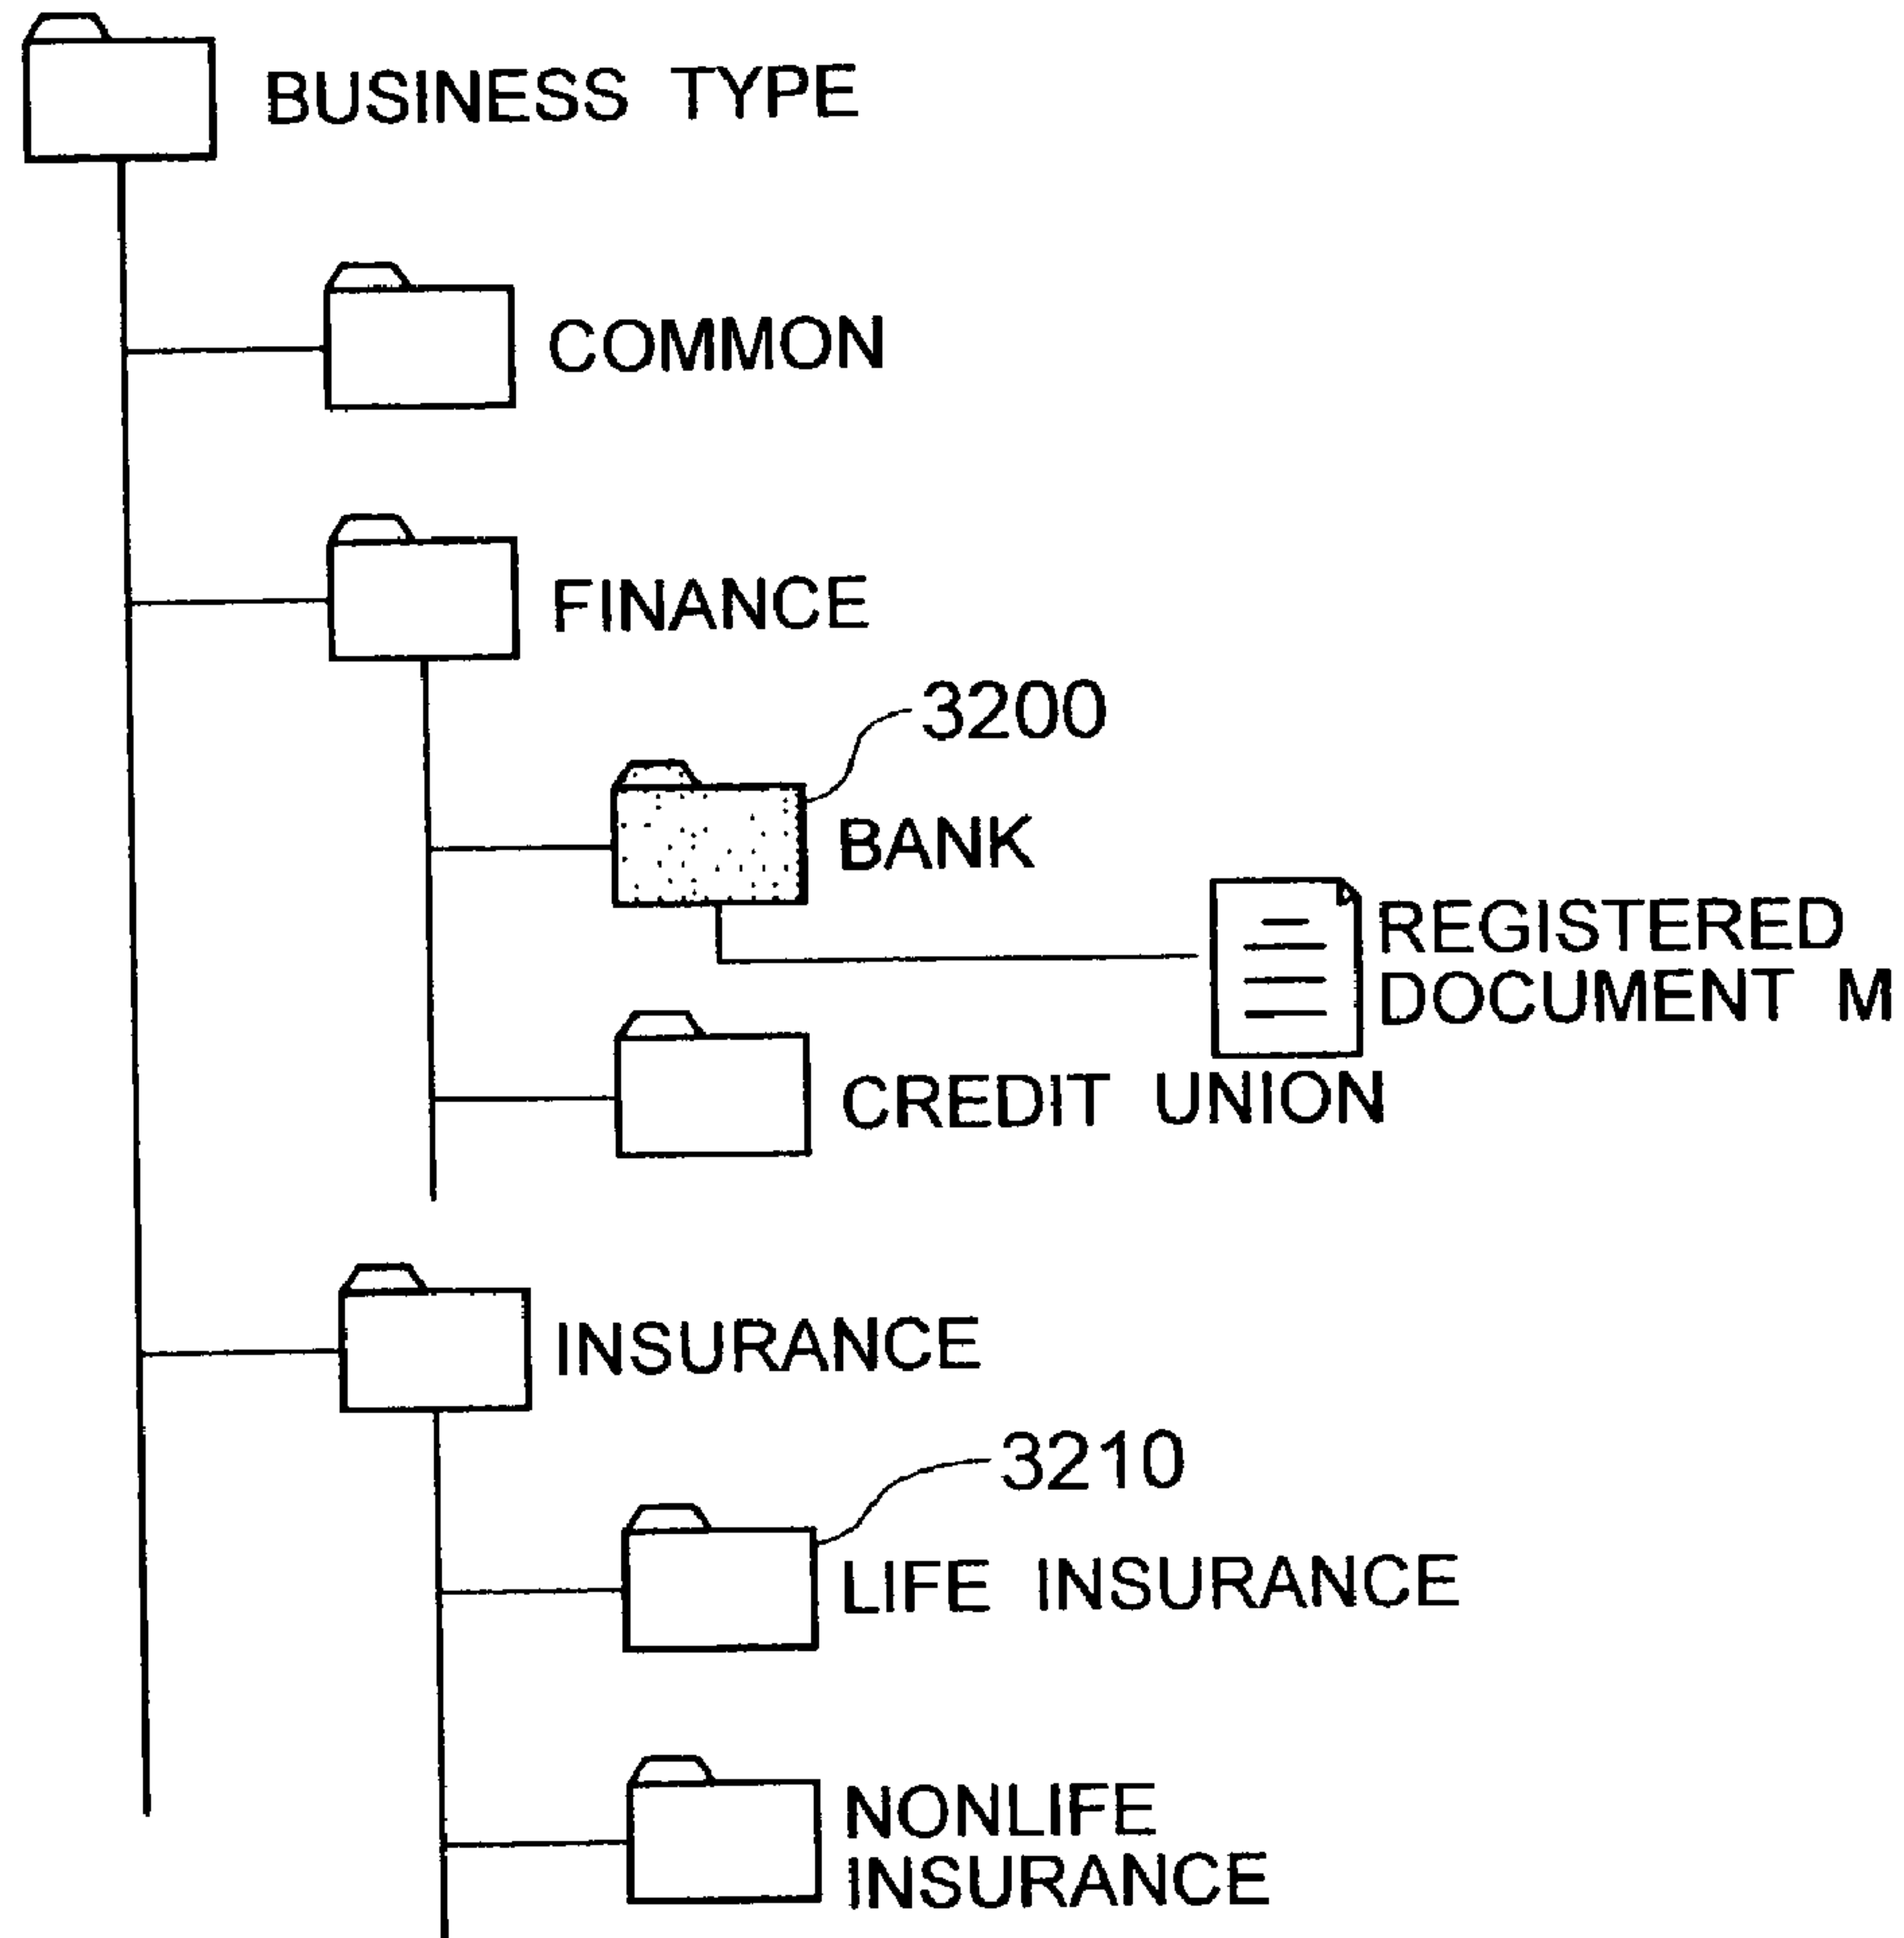 BUSINESS TYPE
COMMON
FINANCE
3200
BANK
REGISTERED
DOCUMENT M
CREDIT UNION
INSURANCE
3210
LIFE INSURANCE
NONLIFE
INSURANCE